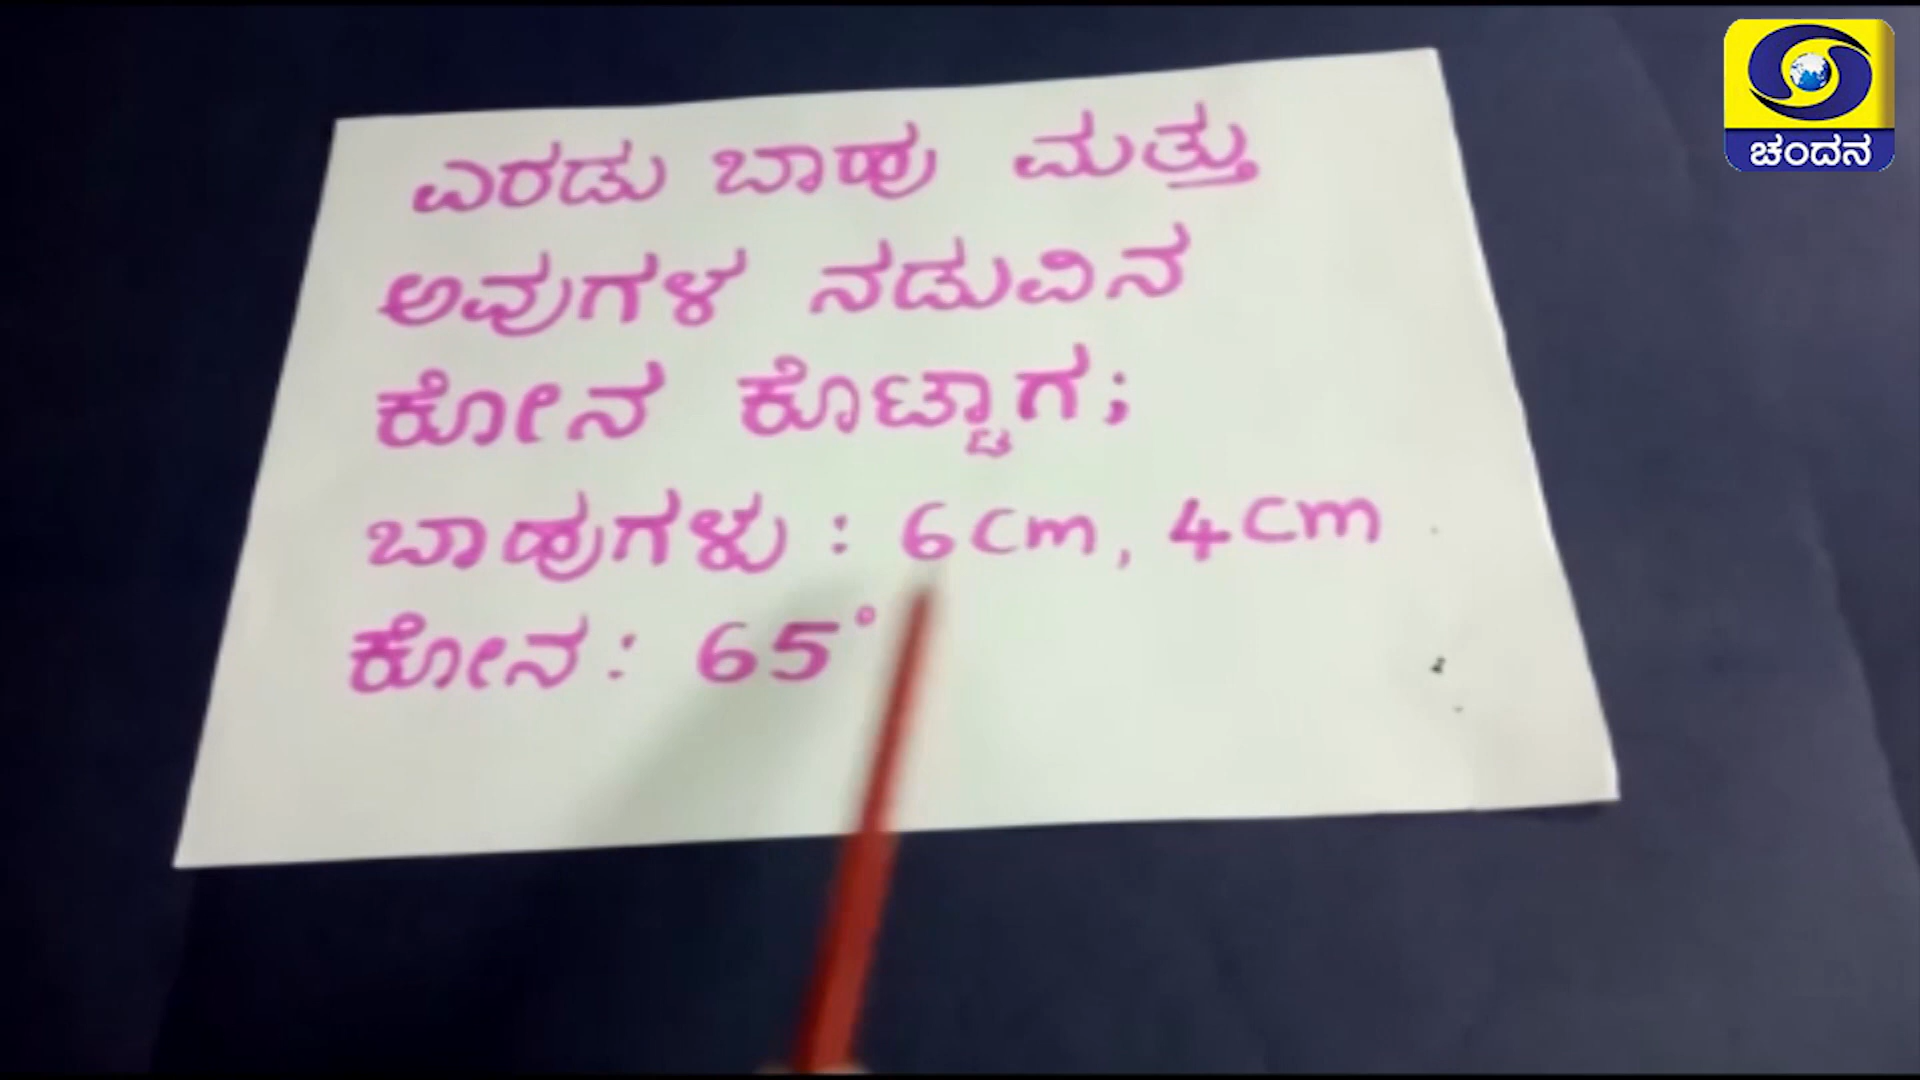 ಚಂದನ
ಎರಡು ಬಾಹು ಮತ್ತು
ಅವುಗಳ ನಡುವಿನ
ಕೋನ ಕೊಟ್ಟಾಗ;
ಬಾಹುಗಳು : 6cm, 4cm
ಕೋನ : 65°